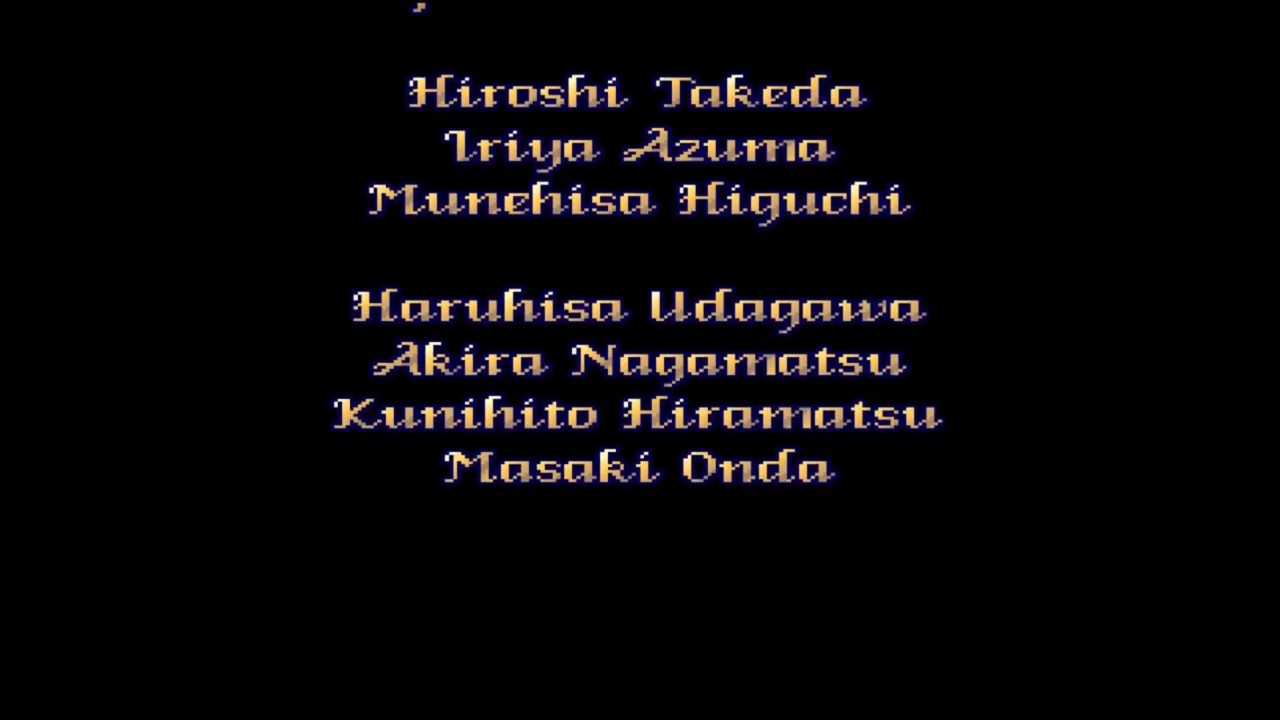 Hiroshi Takeda
Iriya Azuma
Munehisa Higuchi
Haruhisa Udagawa
Akira Nagamatsu
Kunihito Hiramatsu
Masaki Onda